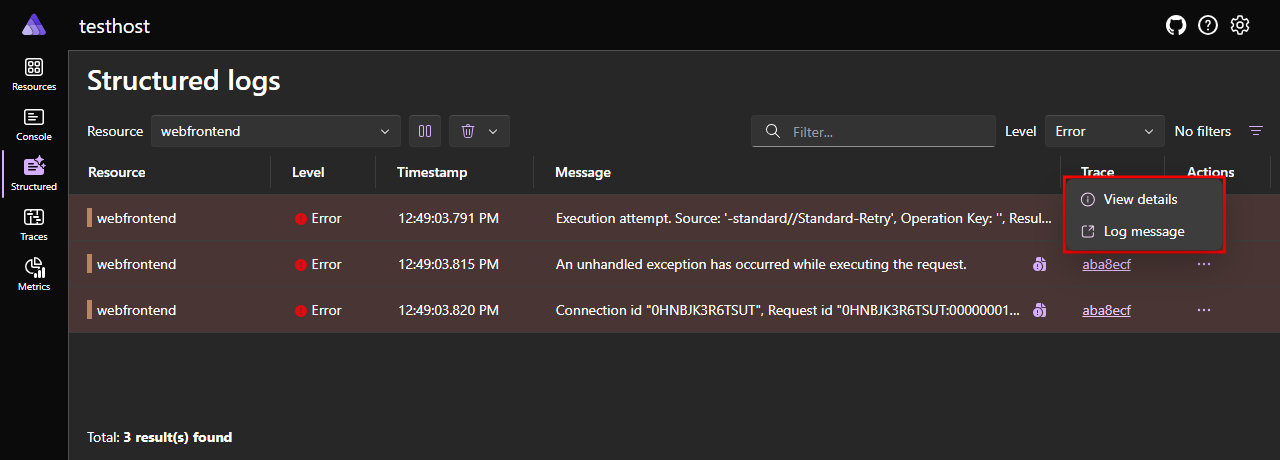 testhost
Resources
Console
Structured
Traces
Metrics
Structured logs
Resource webfrontend Filter... Level Error No filters
Resource Level Timestamp Message Trace Actions
webfrontend Error 12:49:03.791 PM Execution attempt. Source: '-standard//Standard-Retry', Operation Key: '', Resul...
View details
Log message
webfrontend Error 12:49:03.815 PM An unhandled exception has occurred while executing the request. aba8ecf ...
webfrontend Error 12:49:03.820 PM Connection id "0HNBJK3R6TSUT", Request id "0HNBJK3R6TSUT:00000001... aba8ecf ...
Total: 3 result(s) found